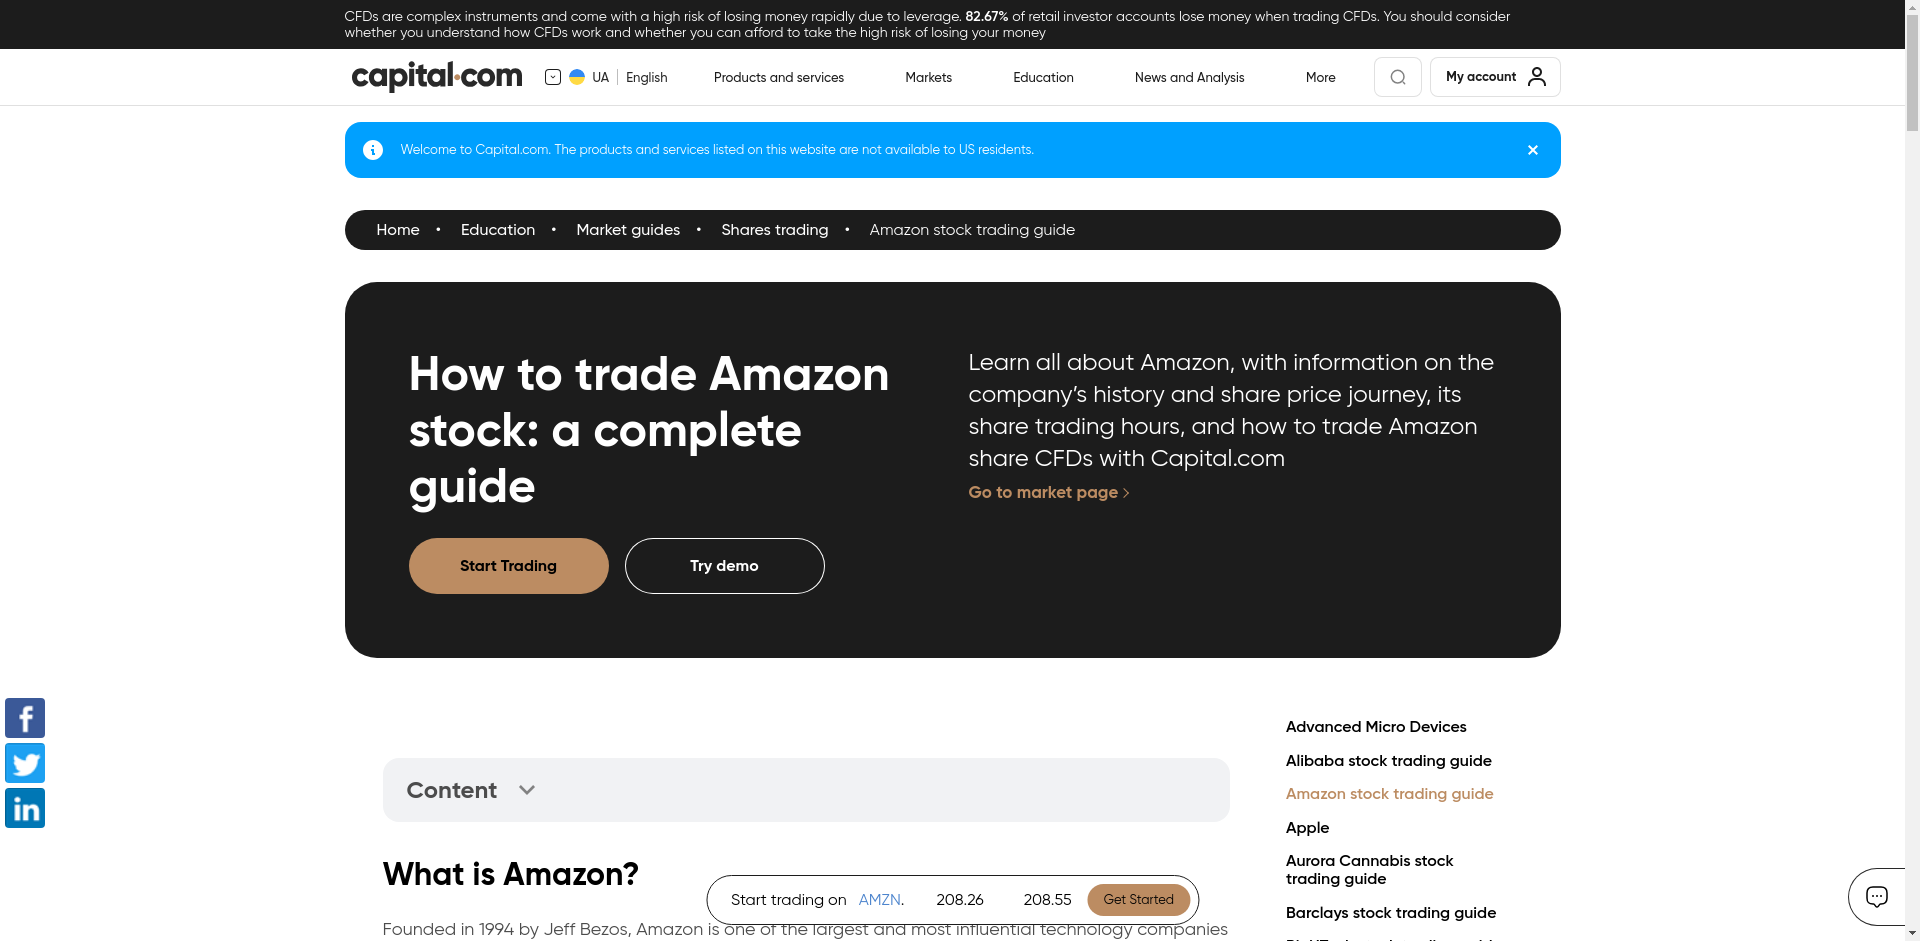 CFDs are complex instruments and come with a high risk of losing money rapidly due to leverage. 82.67% of retail investor accounts lose money when trading CFDs. You should consider
whether you understand how CFDs work and whether you can afford to take the high risk of losing your money
capital.com
UA English
Products and services
Markets
Education
News and Analysis
More
My account
Welcome to Capital.com. The products and services listed on this website are not available to US residents.
Home • Education • Market guides • Shares trading • Amazon stock trading guide
How to trade Amazon
stock: a complete
guide
Start Trading
Try demo
Learn all about Amazon, with information on the
company’s history and share price journey, its
share trading hours, and how to trade Amazon
share CFDs with Capital.com
Go to market page
Content
What is Amazon?
Founded in 1994 by Jeff Bezos, Amazon is one of the largest and most influential technology companies
Start trading on AMZN. 208.26 208.55 Get Started
Advanced Micro Devices
Alibaba stock trading guide
Amazon stock trading guide
Apple
Aurora Cannabis stock
trading guide
Barclays stock trading guide